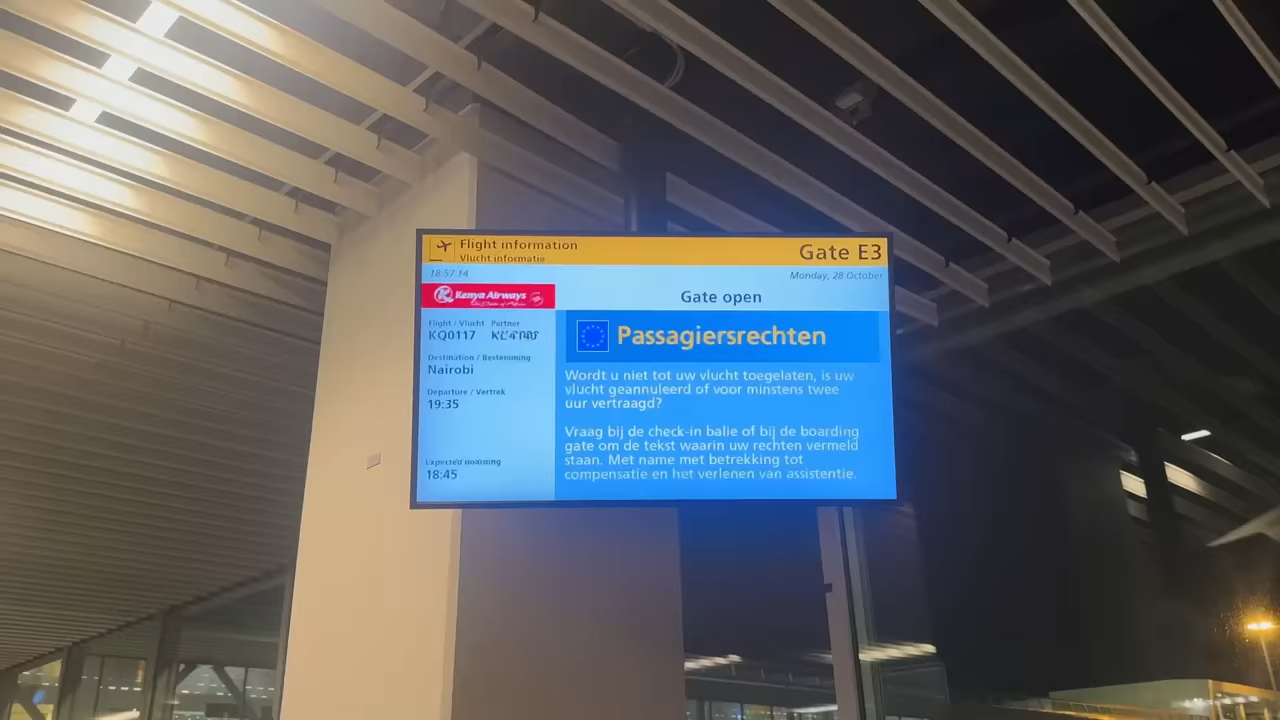 Flight information
Vlucht informatie
Gate E3
18:57:14
Monday, 28 October
Kenya Airways
Gate open
Flight / Vlucht Partner
KQ0117
Destination / Bestemming
Nairobi
Departure / Vertrek
19:35
Expected boarding
18:45
Passagiersrechten
Wordt u niet tot uw vlucht toegelaten, is uw
vlucht geannuleerd of voor minstens twee
uur vertraagd?
Vraag bij de check-in balie of bij de boarding
gate om de tekst waarin uw rechten vermeld
staan. Met name met betrekking tot
compensatie en het verlenen van assistentie.